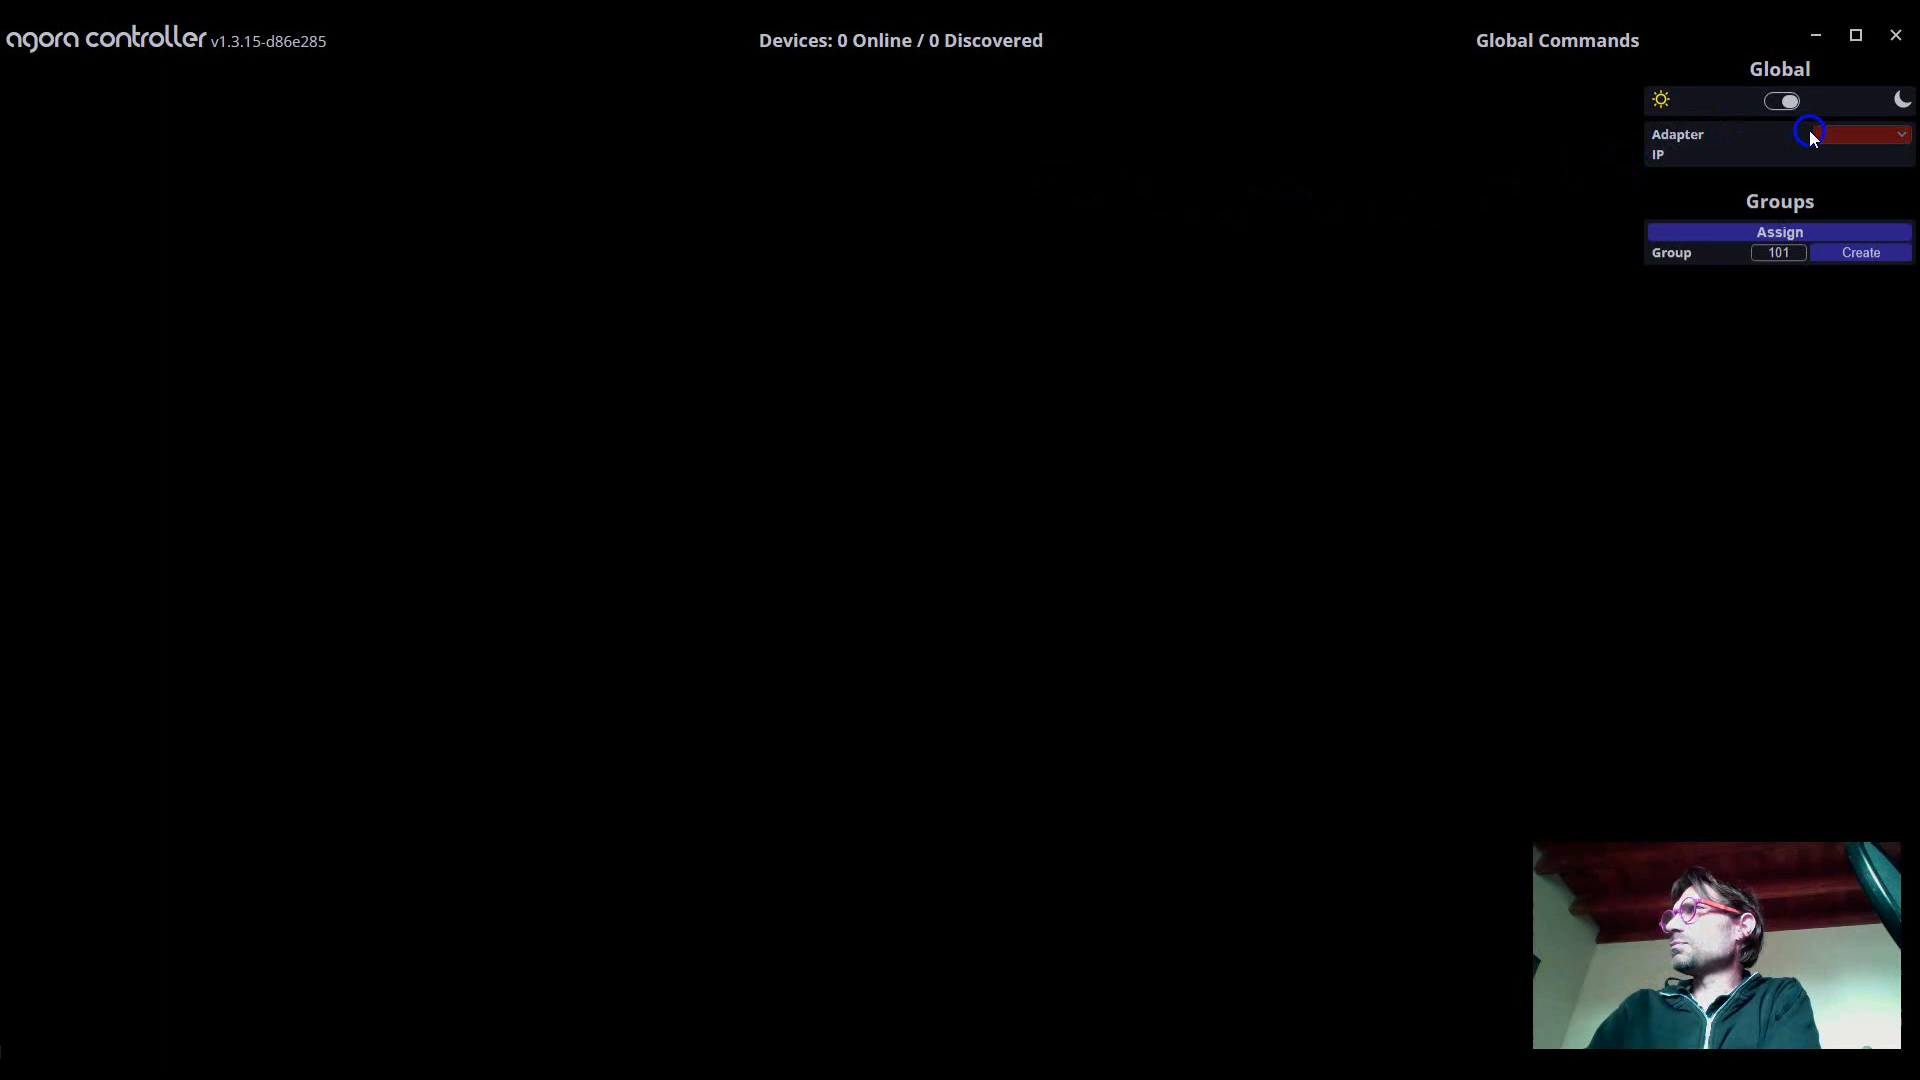 agora controller v1.3.15-d86e285
Devices: 0 Online / 0 Discovered
Global Commands
Global
Adapter
IP
Groups
Assign
Group 101 Create